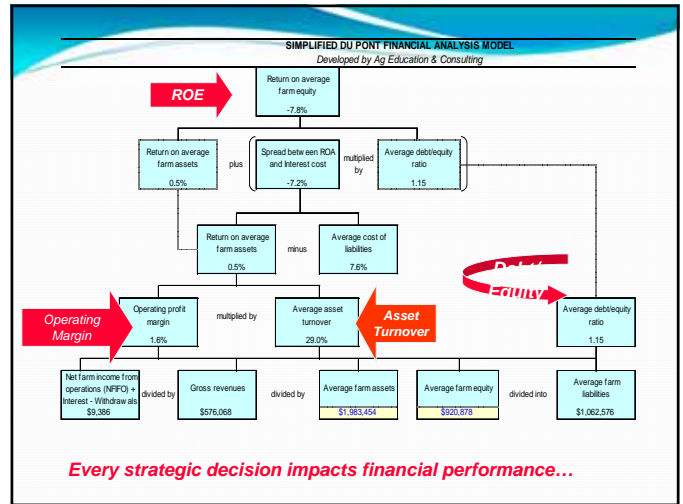 SIMPLIFIED DU PONT FINANCIAL ANALYSIS MODEL
Developed by Ag Education & Consulting
ROE
Return on average
farm equity
-7.8%
Return on average
farm assets
0.5%
plus
Spread between ROA
and Interest cost
-7.2%
multiplied
by
Average debt/equity
ratio
1.15
Return on average
farm assets
0.5%
minus
Average cost of
liabilities
7.6%
Debt/
Equity
Operating
Margin
Operating profit
margin
1.6%
multiplied by
Average asset
turnover
29.0%
Asset
Turnover
Average debt/equity
ratio
1.15
Net farm income from
operations (NFIFO) +
Interest - Withdrawals
$9,386
divided by
Gross revenues
$576,068
divided by
Average farm assets
$1,983,454
Average farm equity
$920,878
divided into
Average farm
liabilities
$1,062,576
Every strategic decision impacts financial performance…